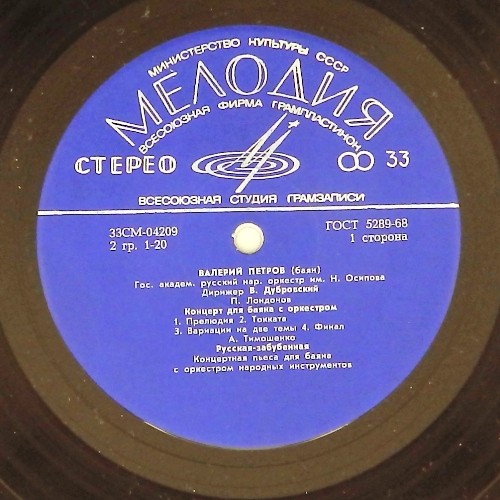 МИНИСТЕРСТВО КУЛЬТУРЫ СССР
МЕЛОДИЯ
ВСЕСОЮЗНАЯ ФИРМА ГРАМПЛАСТИНОК
СТЕРЕО 33
ВСЕСОЮЗНАЯ СТУДИЯ ГРАМЗАПИСИ
33СМ-04209 ГОСТ 5289-68
2 гр. 1-20 1 сторона
ВАЛЕРИЙ ПЕТРОВ (баян)
Гос. академ. русский нар. оркестр им. Н. Осипова
Дирижер В. Дубровский
П. Лондонов
Концерт для баяна с оркестром
1. Прелюдия 2. Токката
3. Вариации на две темы 4. Финал
А. Тимошенко
Русская-забубенная
Концертная пьеса для баяна
с оркестром народных инструментов